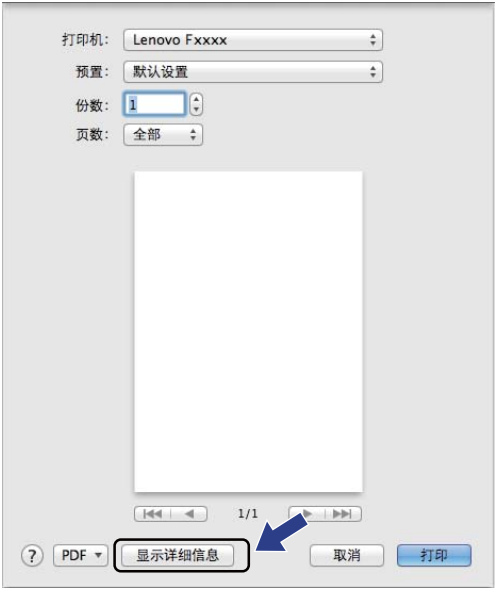 打印机： Lenovo Fxxxx
预置： 默认设置
份数： 1
页数： 全部
1/1
? PDF 显示详细信息 取消 打印